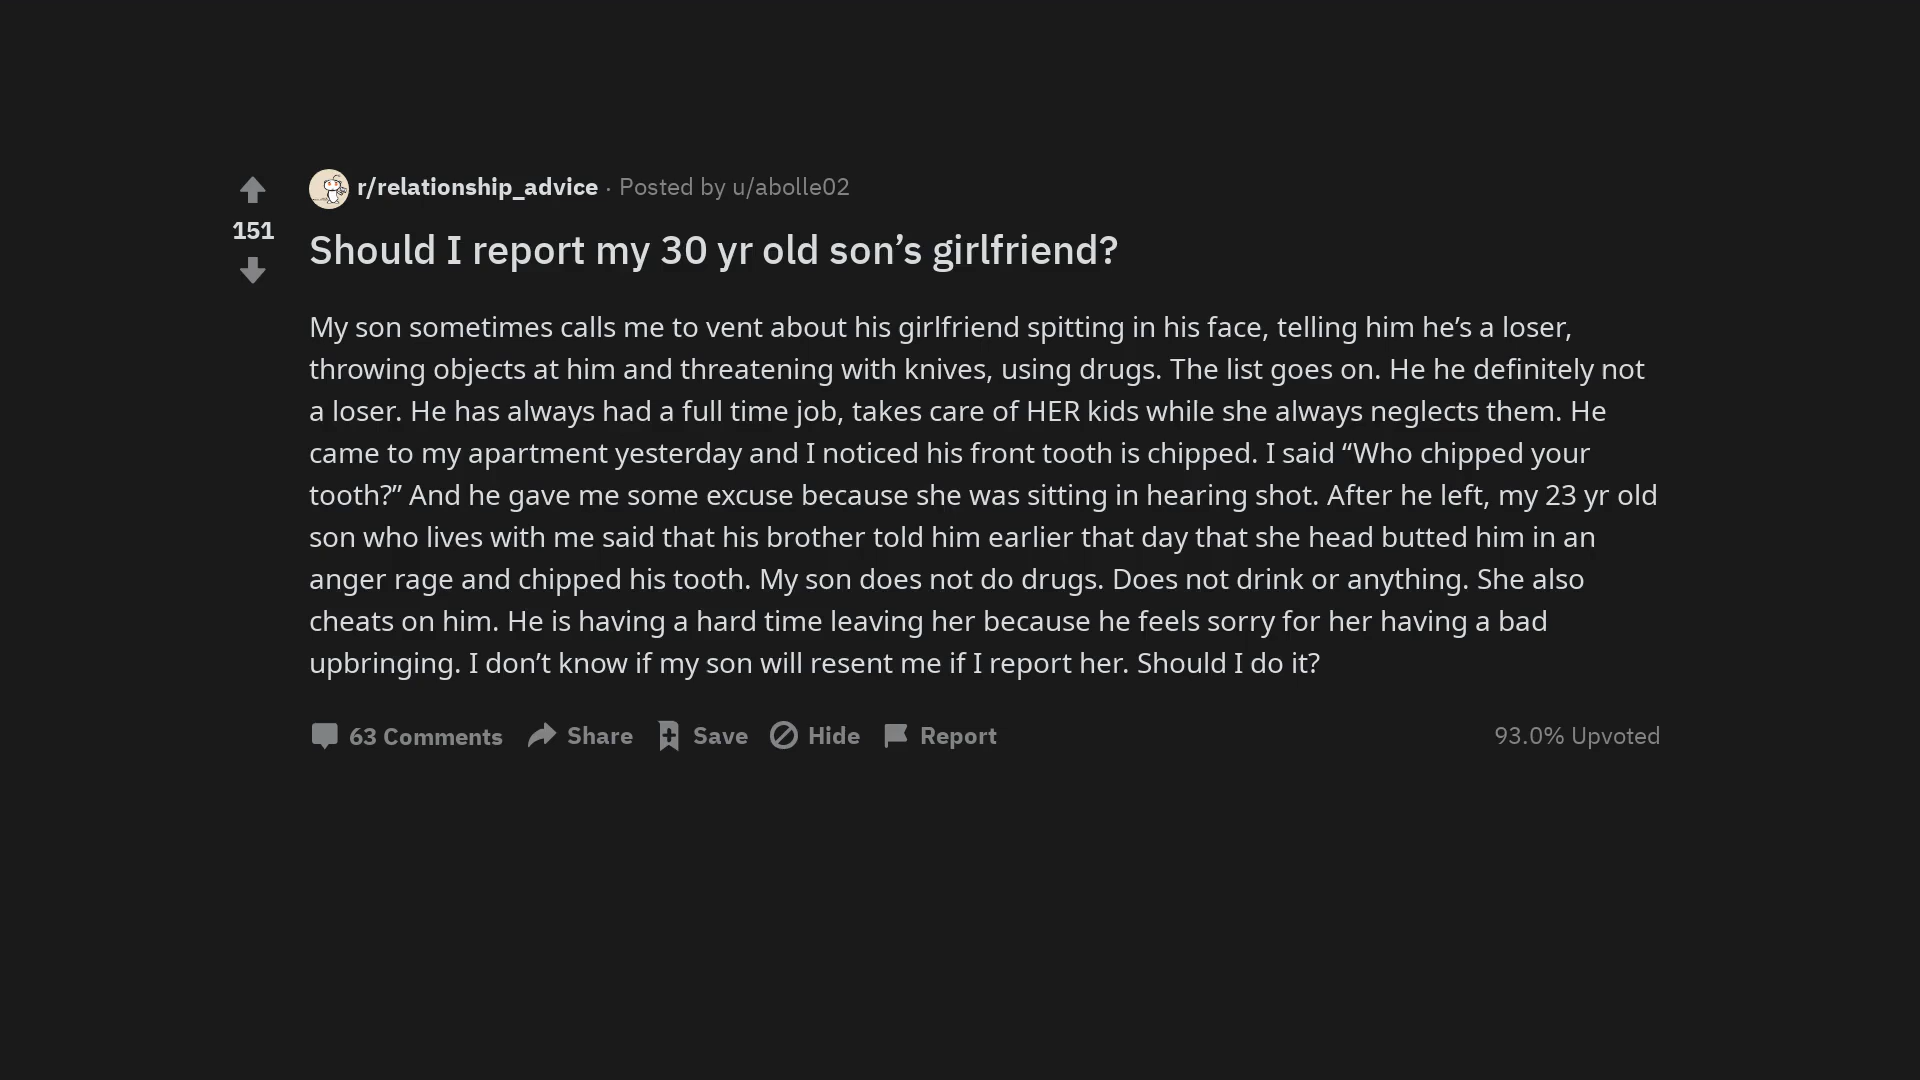 r/relationship_advice · Posted by u/abolle02
151
Should I report my 30 yr old son’s girlfriend?
My son sometimes calls me to vent about his girlfriend spitting in his face, telling him he’s a loser,
throwing objects at him and threatening with knives, using drugs. The list goes on. He he definitely not
a loser. He has always had a full time job, takes care of HER kids while she always neglects them. He
came to my apartment yesterday and I noticed his front tooth is chipped. I said “Who chipped your
tooth?” And he gave me some excuse because she was sitting in hearing shot. After he left, my 23 yr old
son who lives with me said that his brother told him earlier that day that she head butted him in an
anger rage and chipped his tooth. My son does not do drugs. Does not drink or anything. She also
cheats on him. He is having a hard time leaving her because he feels sorry for her having a bad
upbringing. I don’t know if my son will resent me if I report her. Should I do it?
63 Comments Share Save Hide Report 93.0% Upvoted